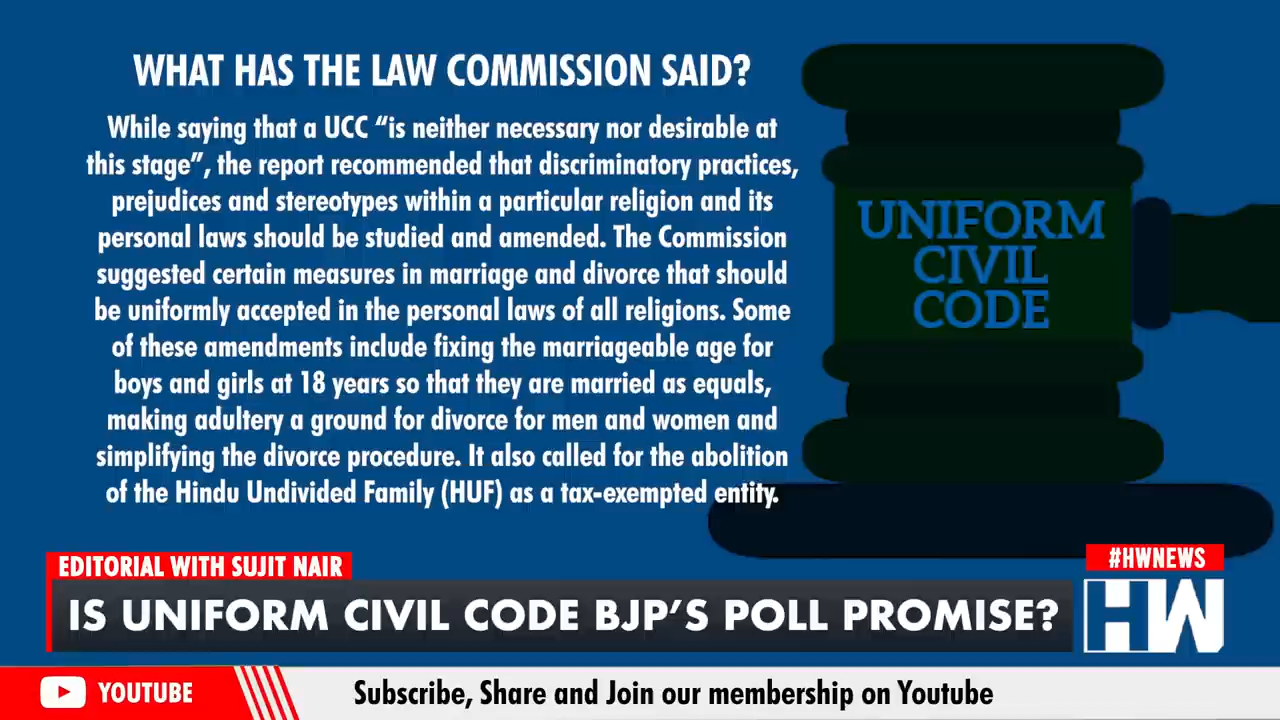 WHAT HAS THE LAW COMMISSION SAID?
While saying that a UCC “is neither necessary nor desirable at
this stage”, the report recommended that discriminatory practices,
prejudices and stereotypes within a particular religion and its
personal laws should be studied and amended. The Commission
suggested certain measures in marriage and divorce that should
be uniformly accepted in the personal laws of all religions. Some
of these amendments include fixing the marriageable age for
boys and girls at 18 years so that they are married as equals,
making adultery a ground for divorce for men and women and
simplifying the divorce procedure. It also called for the abolition
of the Hindu Undivided Family (HUF) as a tax-exempted entity.
UNIFORM
CIVIL
CODE
EDITORIAL WITH SUJIT NAIR
IS UNIFORM CIVIL CODE BJP’S POLL PROMISE?
#HWNEWS
HW
YOUTUBE
Subscribe, Share and Join our membership on Youtube